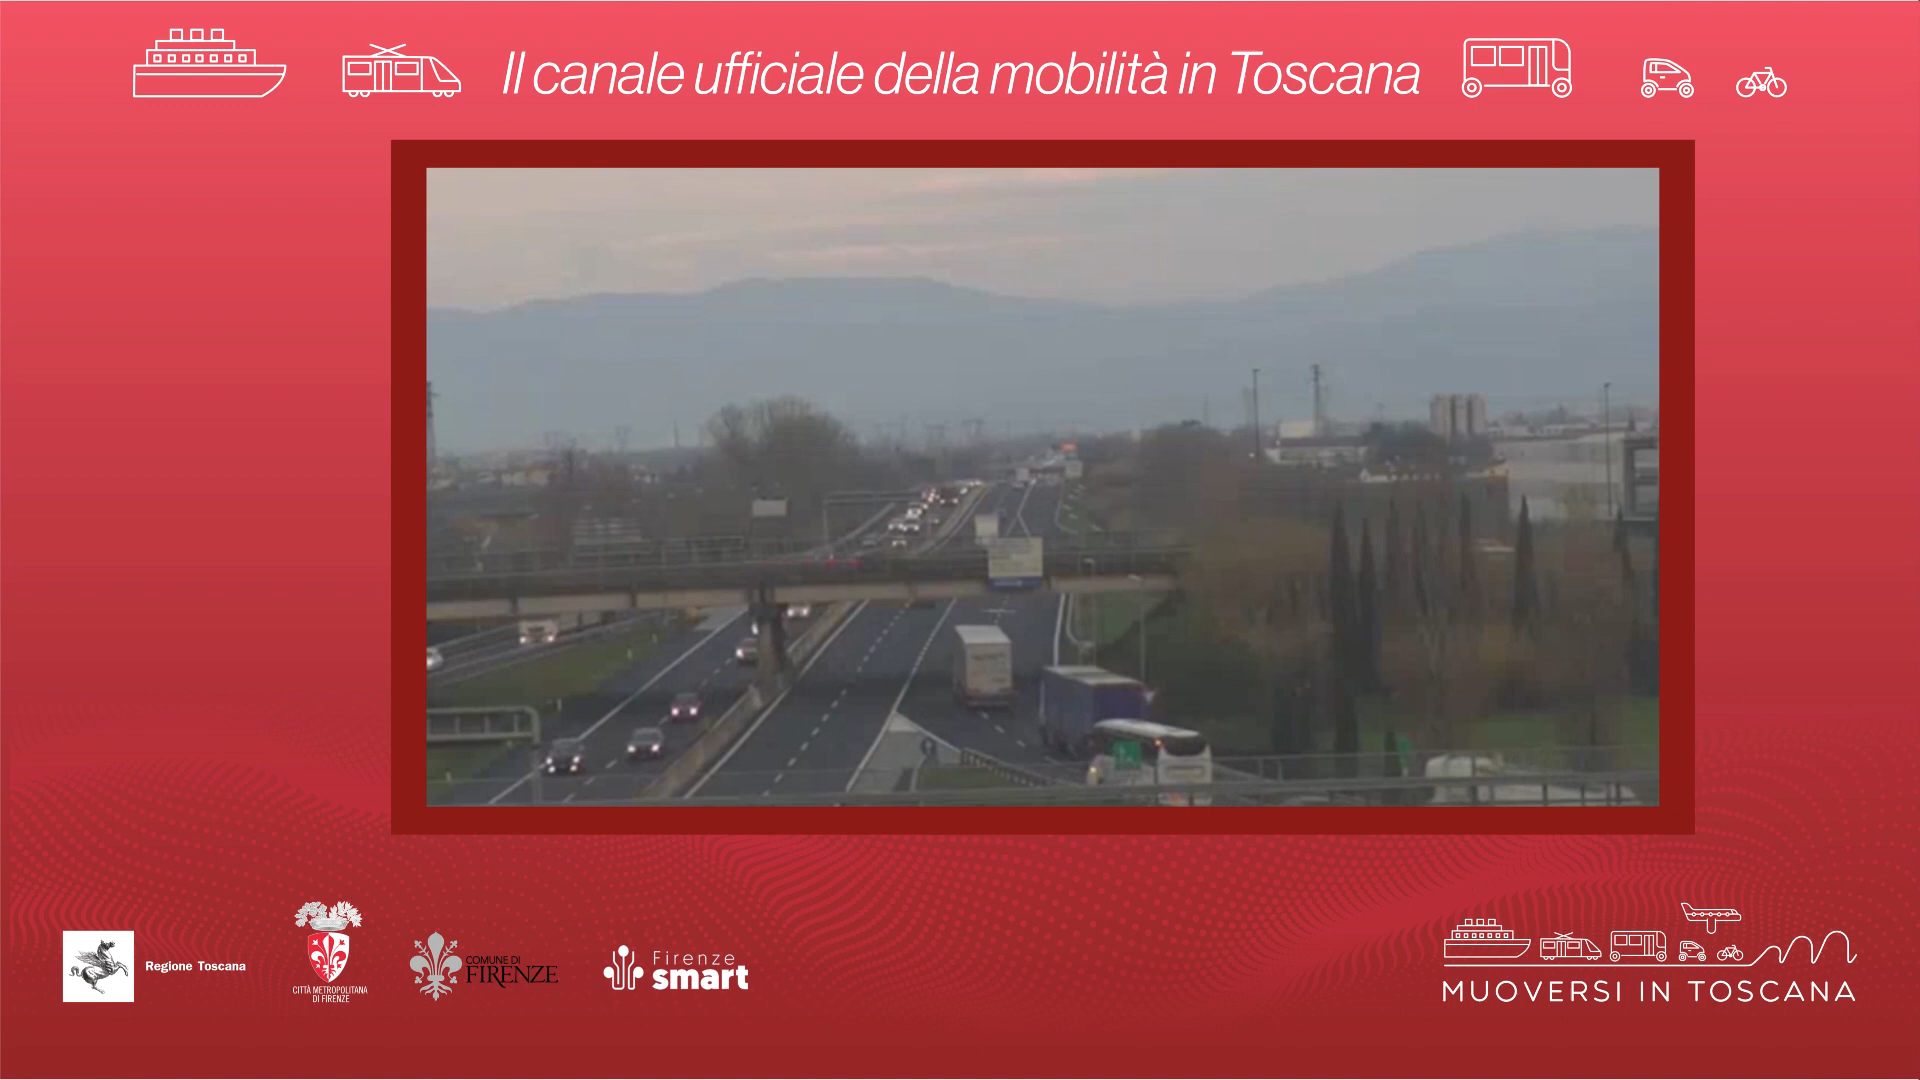 Il canale ufficiale della mobilità in Toscana
Regione Toscana
CITTÀ METROPOLITANA
DI FIRENZE
COMUNE DI
FIRENZE
Firenze
smart
MUOVERSI IN TOSCANA